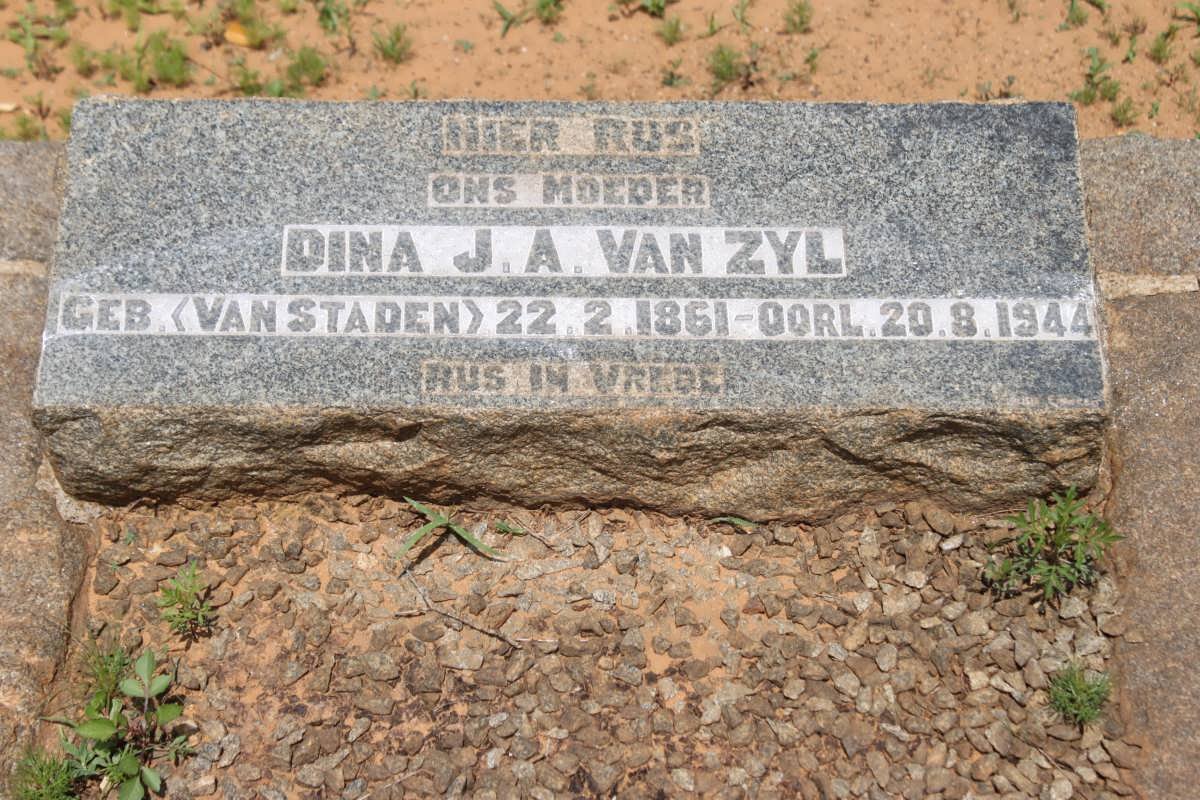 HIER RUS
ONS MOEDER
DINA J. A. VAN ZYL
GEB. (VAN STADEN) 22. 2. 1861 - OORL. 20. 8. 1944
RUS IN VREDE